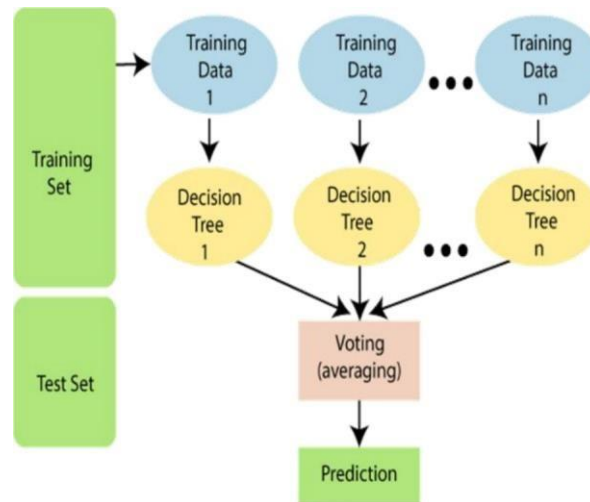 Training
Set
Test Set
Training
Data
1
Training
Data
2
Training
Data
n
Decision
Tree
1
Decision
Tree
2
Decision
Tree
n
Voting
(averaging)
Prediction